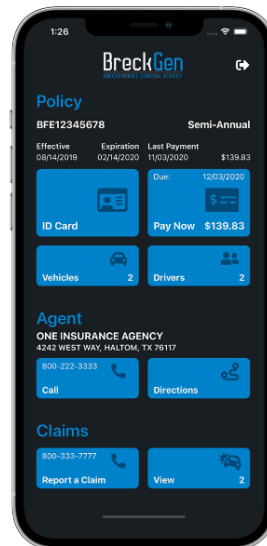 1:26
BreckGen
BRECKENRIDGE GENERAL AGENCY
Policy
BFE12345678 Semi-Annual
Effective Expiration Last Payment
08/14/2019 02/14/2020 11/03/2020 $139.83
ID Card
Due: 12/03/2020
Pay Now $139.83
Vehicles 2
Drivers 2
Agent
ONE INSURANCE AGENCY
4242 WEST WAY, HALTOM, TX 76117
800-222-3333
Call
Directions
Claims
800-333-7777
Report a Claim
View 2